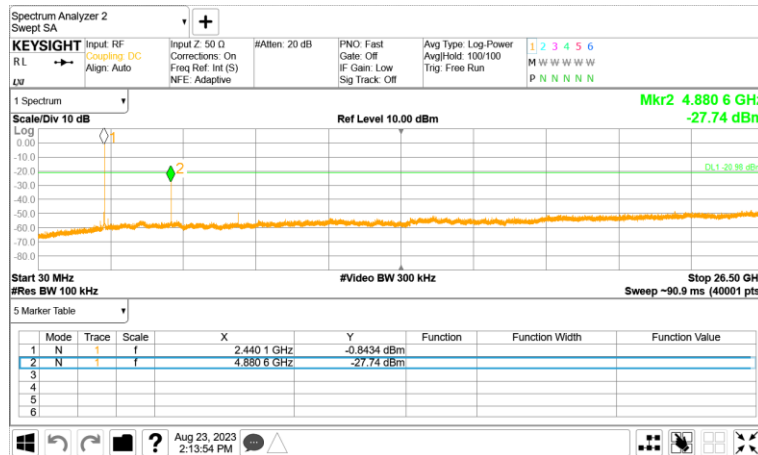 Spectrum Analyzer 2
Swept SA
+
KEYSIGHT Input: RF Input Z: 50 Ω #Atten: 20 dB PNO: Fast Avg Type: Log-Power 1 2 3 4 5 6
RL Coupling: DC Corrections: On Gate: Off Avg|Hold: 100/100 M W W W W W
Align: Auto Freq Ref: Int (S) IF Gain: Low Trig: Free Run
LXI NFE: Adaptive Sig Track: Off P N N N N N
1 Spectrum
Mkr2 4.880 6 GHz
Scale/Div 10 dB Ref Level 10.00 dBm -27.74 dBm
Log
0.00
-10.0
-20.0
-30.0
-40.0
-50.0
-60.0
-70.0
-80.0
1
2
DL1 -20.98 dBm
Start 30 MHz #Video BW 300 kHz Stop 26.50 GHz
#Res BW 100 kHz Sweep ~90.9 ms (40001 pts
5 Marker Table
Mode Trace Scale X Y Function Function Width Function Value
1 N 1 f 2.440 1 GHz -0.8434 dBm
2 N 1 f 4.880 6 GHz -27.74 dBm
3
4
5
6
? Aug 23, 2023
2:13:54 PM